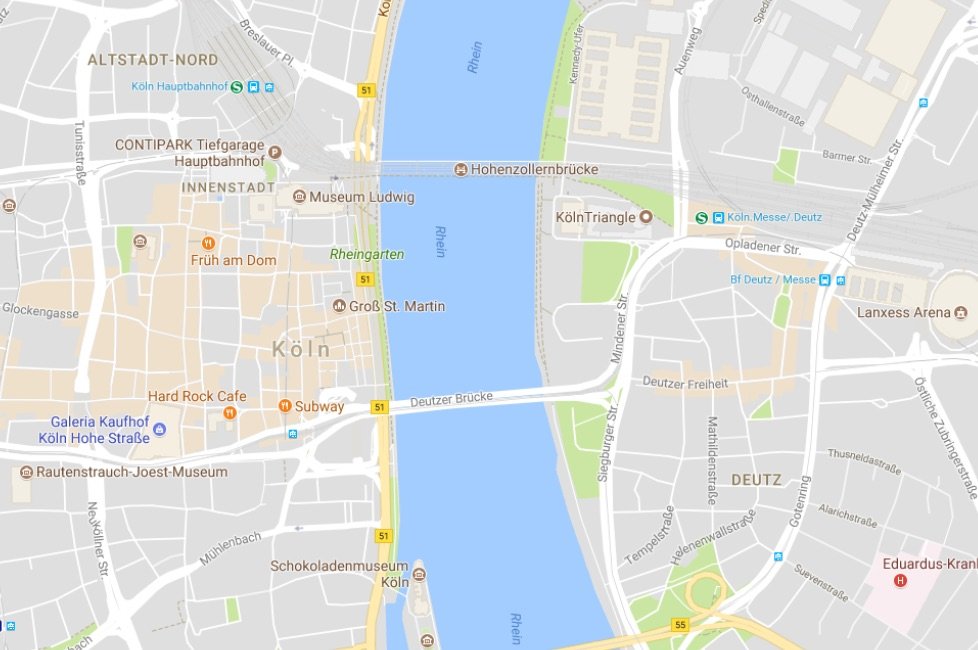 Breslauer Pl.
Rhein
Kennedy-Ufer
Auenweg
ALTSTADT-NORD
Köln Hauptbahnhof
S
51
Osthallenstraße
Tunisstraße
CONTIPARK Tiefgarage
Hauptbahnhof
P
Barmer Str.
Hohenzollernbrücke
INNENSTADT
Museum Ludwig
Deutz-Mülheimer Str.
KölnTriangle
S
Köln Messe/ Deutz
Rhein
Früh am Dom
Rheingarten
Opladener Str.
51
Bf Deutz / Messe
Glockengasse
Groß St. Martin
Lanxess Arena
Mindener Str.
Köln
Deutzer Freiheit
Hard Rock Cafe
Subway
51
Deutzer Brücke
Östliche Zubringerstraße
Galeria Kaufhof
Köln Hohe Straße
Siegburger Str.
Mathildenstraße
Thusneldastraße
Rautenstrauch-Joest-Museum
DEUTZ
Gotenring
Neuköllner Str.
Alarichstraße
Tempelstraße
Helenenwallstraße
Mühlenbach
51
Schokoladenmuseum
Köln
Suevenstraße
Eduardus-Kranl
H
Rhein
55